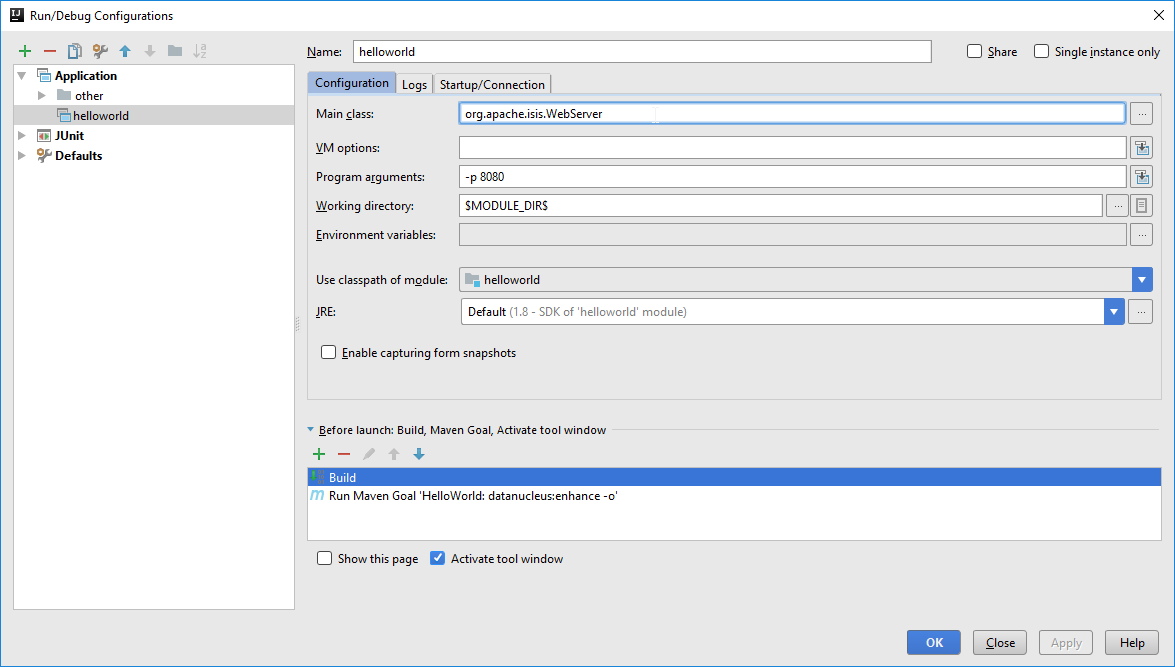 Run/Debug Configurations
Name: helloworld
Share
Single instance only
Application
other
helloworld
JUnit
Defaults
Configuration
Logs
Startup/Connection
Main class: org.apache.isis.WebServer ...
VM options:
Program arguments: -p 8080
Working directory: $MODULE_DIR$ ...
Environment variables: ...
Use classpath of module: helloworld
JRE: Default (1.8 - SDK of 'helloworld' module) ...
Enable capturing form snapshots
Before launch: Build, Maven Goal, Activate tool window
Build
Run Maven Goal 'HelloWorld: datanucleus:enhance -o'
Show this page
Activate tool window
OK
Close
Apply
Help